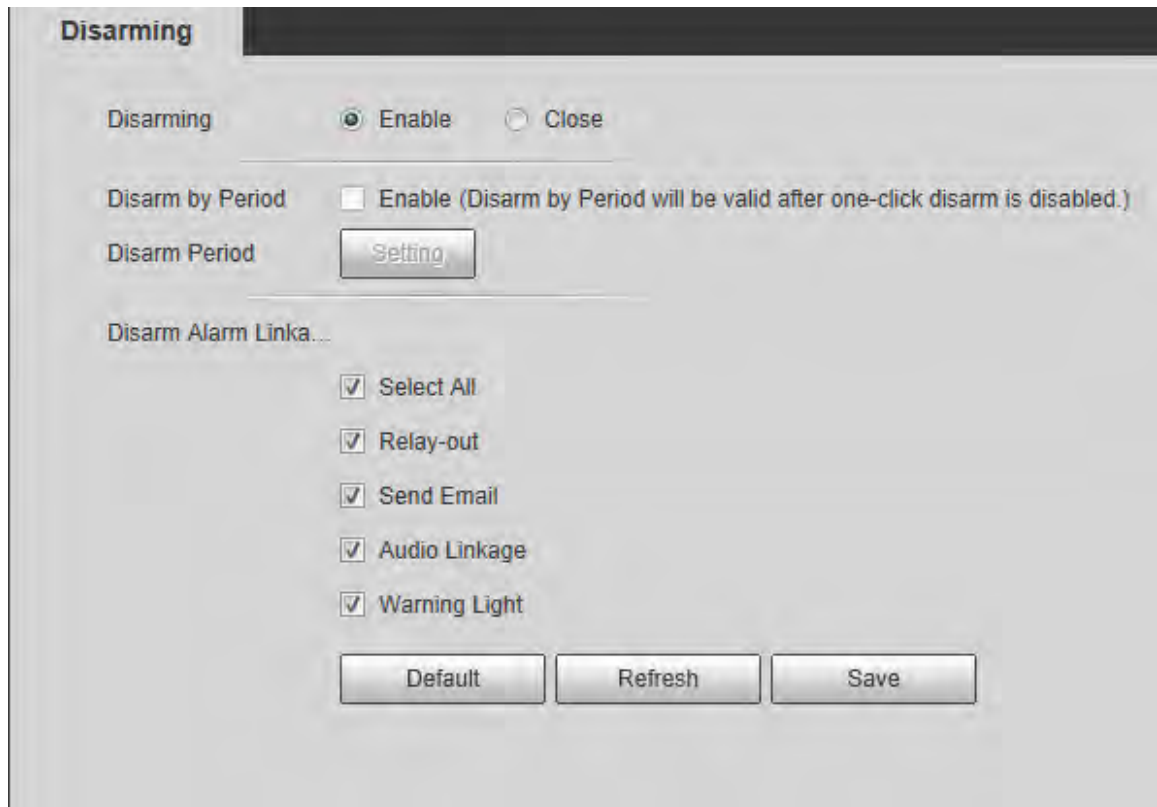 Disarming
Disarming Enable Close
Disarm by Period Enable (Disarm by Period will be valid after one-click disarm is disabled.)
Disarm Period Setting
Disarm Alarm Linka...
Select All
Relay-out
Send Email
Audio Linkage
Warning Light
Default Refresh Save